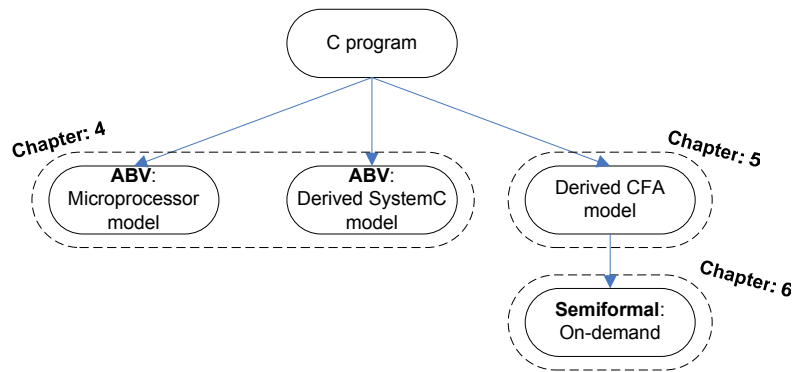 C program
Chapter: 4
Chapter: 5
ABV:
Microprocessor
model
ABV:
Derived SystemC
model
Derived CFA
model
Chapter: 6
Semiformal:
On-demand